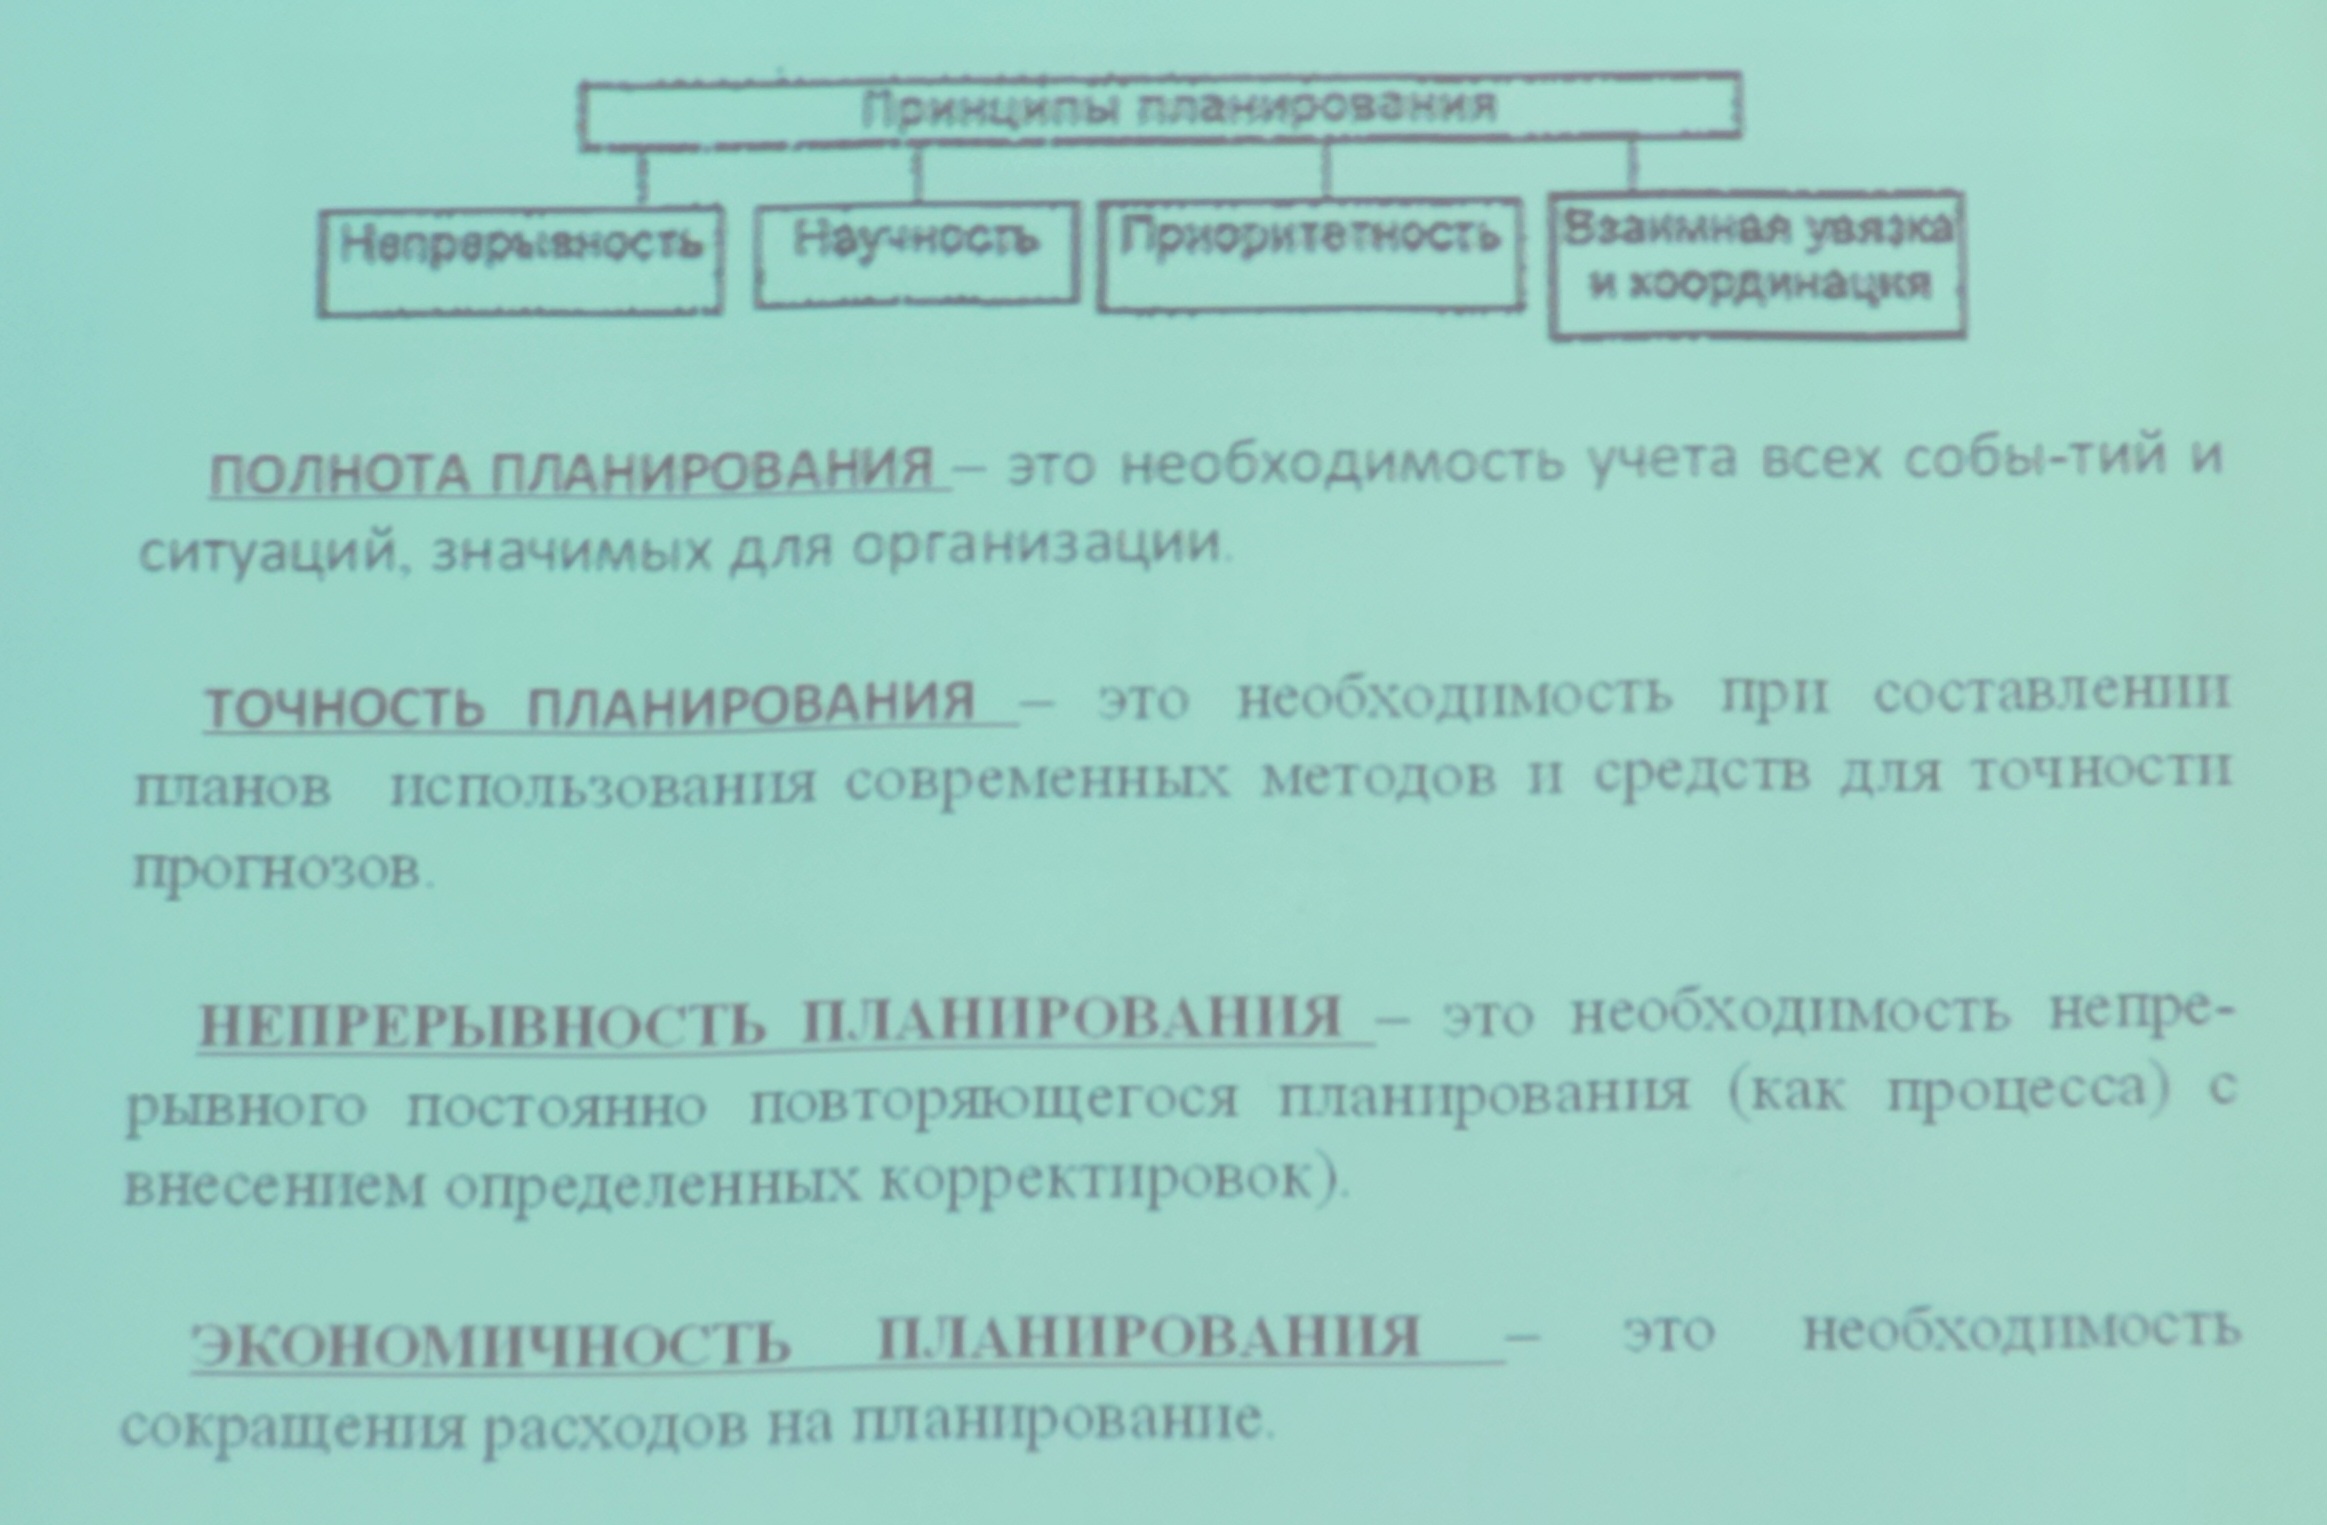 Принципы планирования
Непрерывность
Научность
Приоритетность
Взаимная увязка
и координация
ПОЛНОТА ПЛАНИРОВАНИЯ – это необходимость учета всех собы-тий и
ситуаций, значимых для организации.
ТОЧНОСТЬ ПЛАНИРОВАНИЯ – это необходимость при составлении
планов использования современных методов и средств для точности
прогнозов.
НЕПРЕРЫВНОСТЬ ПЛАНИРОВАНИЯ – это необходимость непре-
рывного постоянно повторяющегося планирования (как процесса) с
внесением определенных корректировок).
ЭКОНОМИЧНОСТЬ ПЛАНИРОВАНИЯ – это необходимость
сокращения расходов на планирование.